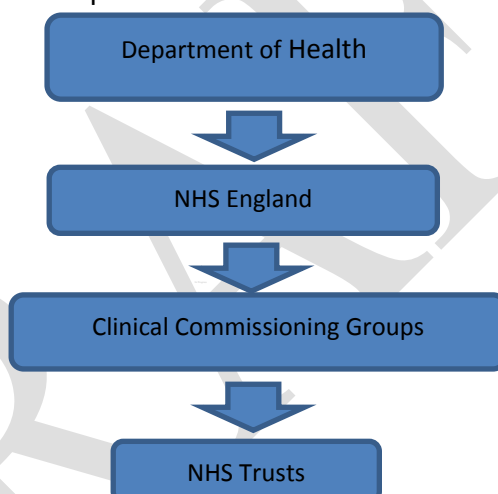 Department of Health
NHS England
Clinical Commissioning Groups
NHS Trusts